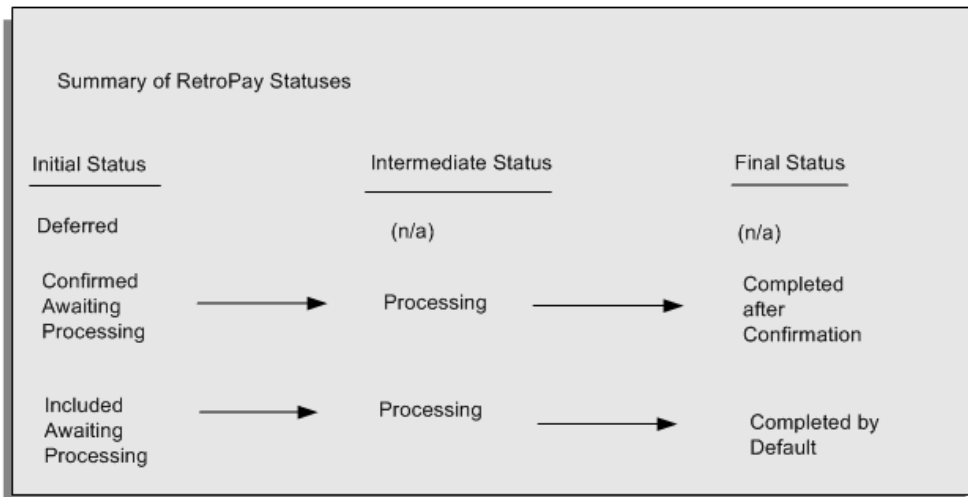 Summary of RetroPay Statuses
Initial Status
Intermediate Status
Final Status
Deferred
(n/a)
(n/a)
Confirmed
Awaiting
Processing
Processing
Completed
after
Confirmation
Included
Awaiting
Processing
Processing
Completed by
Default